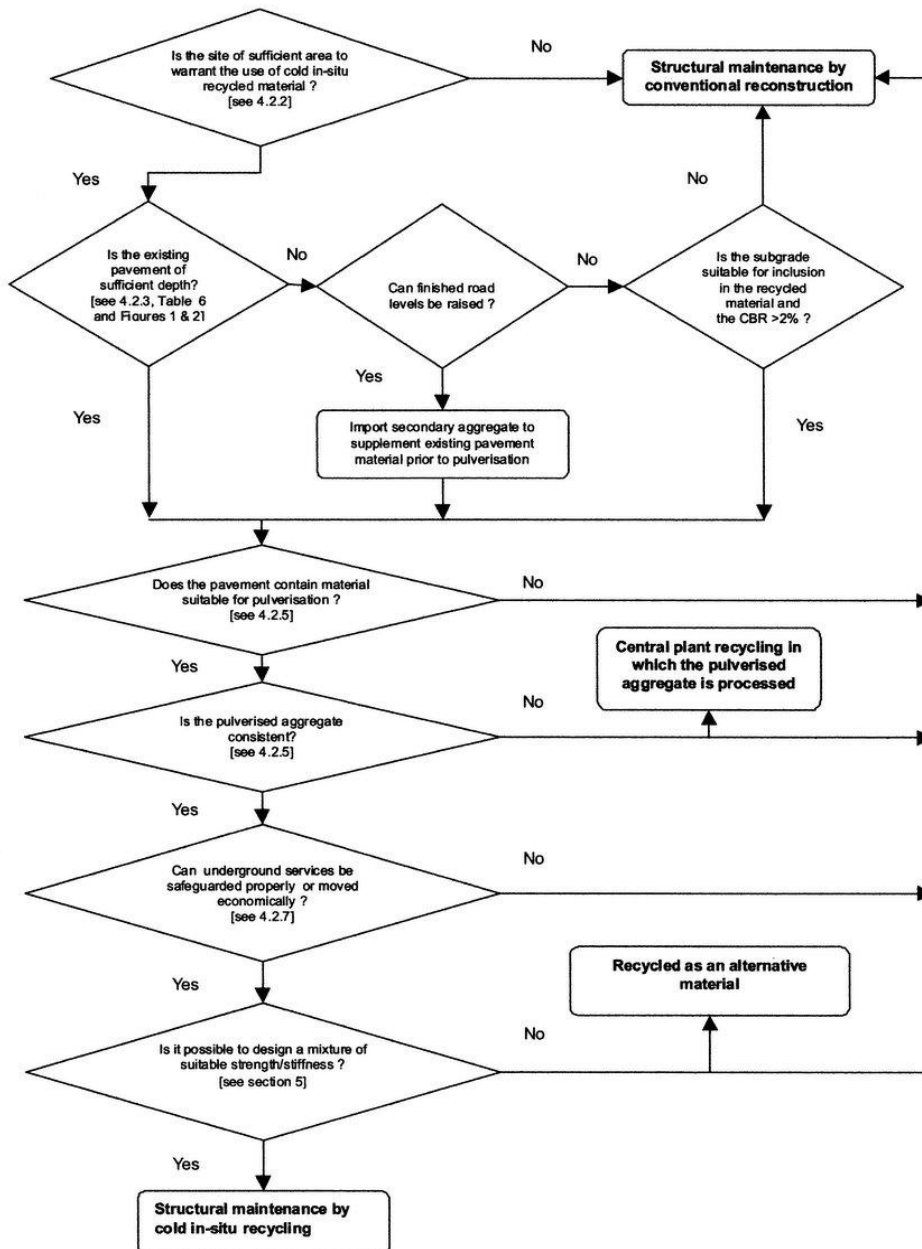 Is the site of sufficient area to
warrant the use of cold in-situ
recycled material ?
[see 4.2.2]
No
Structural maintenance by
conventional reconstruction
Yes
No
Is the existing
pavement of
sufficient depth?
[see 4.2.3, Table 6
and Figures 1 & 2]
No
Can finished road
levels be raised ?
No
Is the subgrade
suitable for inclusion
in the recycled
material and
the CBR >2% ?
Yes
Yes
Yes
Import secondary aggregate to
supplement existing pavement
material prior to pulverisation
Does the pavement contain material
suitable for pulverisation ?
[see 4.2.5]
No
Yes
Central plant recycling in
which the pulverised
aggregate is processed
Is the pulverised aggregate
consistent?
[see 4.2.5]
No
Yes
Can underground services be
safeguarded properly or moved
economically ?
[see 4.2.7]
No
Yes
Recycled as an alternative
material
Is it possible to design a mixture of
suitable strength/stiffness ?
[see section 5]
No
Yes
Structural maintenance by
cold in-situ recycling